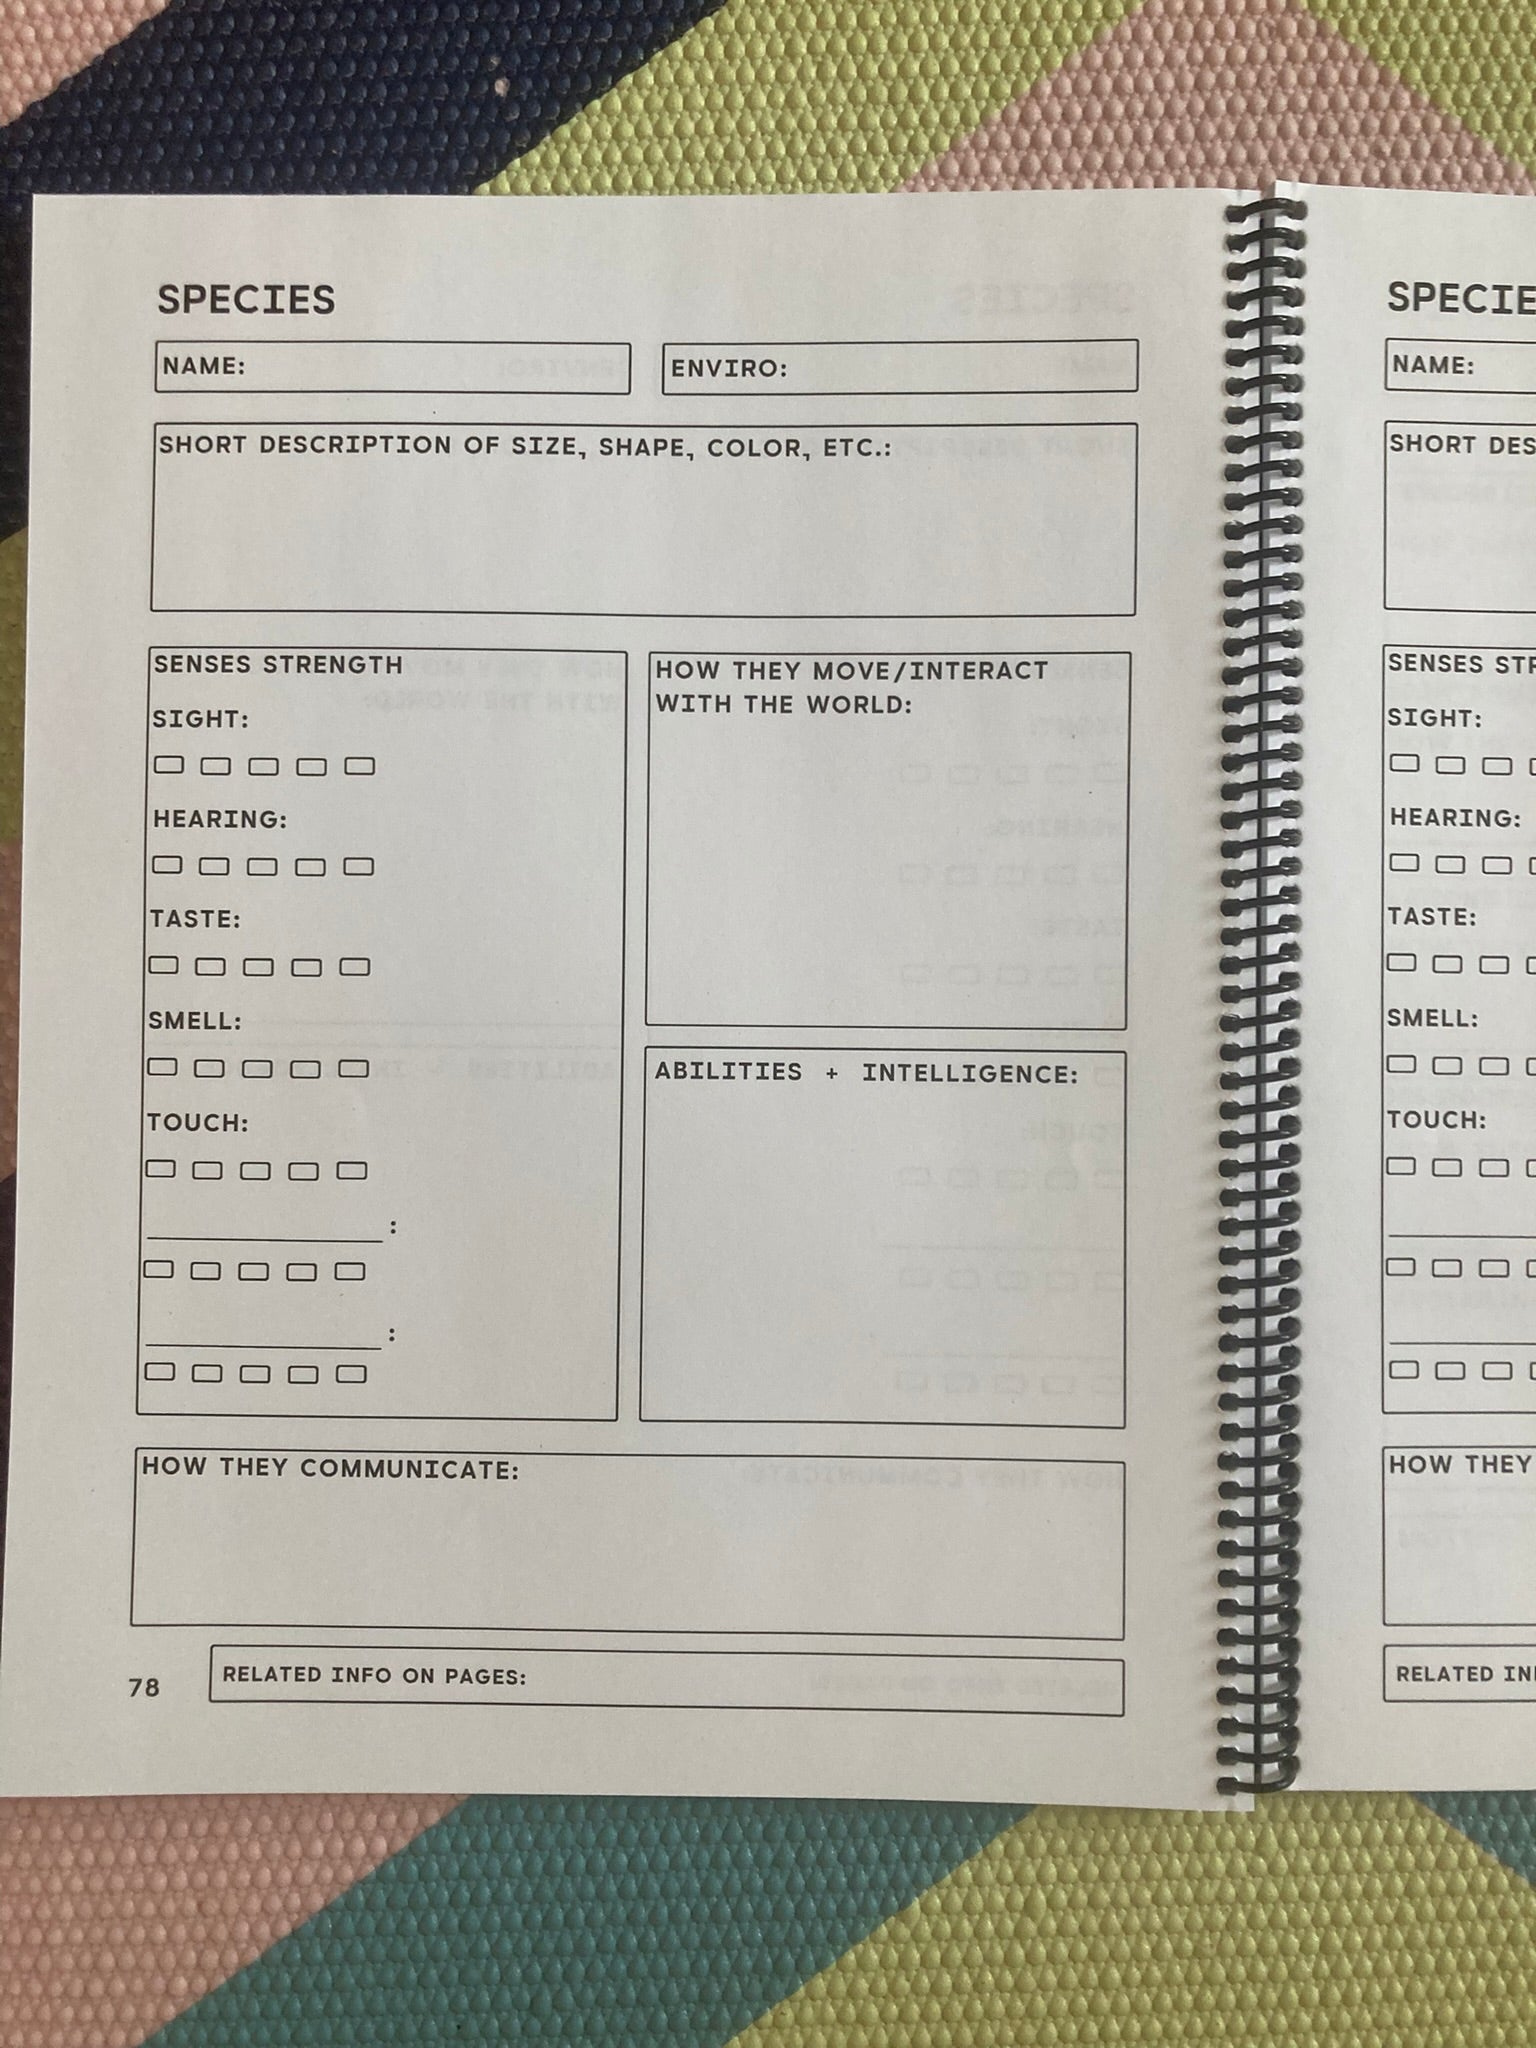 SPECIES
NAME:
ENVIRO:
SHORT DESCRIPTION OF SIZE, SHAPE, COLOR, ETC.:
SENSES STRENGTH
SIGHT:
HEARING:
TASTE:
SMELL:
TOUCH:
:
:
HOW THEY MOVE/INTERACT
WITH THE WORLD:
ABILITIES + INTELLIGENCE:
HOW THEY COMMUNICATE:
78
RELATED INFO ON PAGES:
SPECIE
NAME:
SHORT DES
SENSES STR
SIGHT:
HEARING:
TASTE:
SMELL:
TOUCH:
HOW THEY
RELATED IN